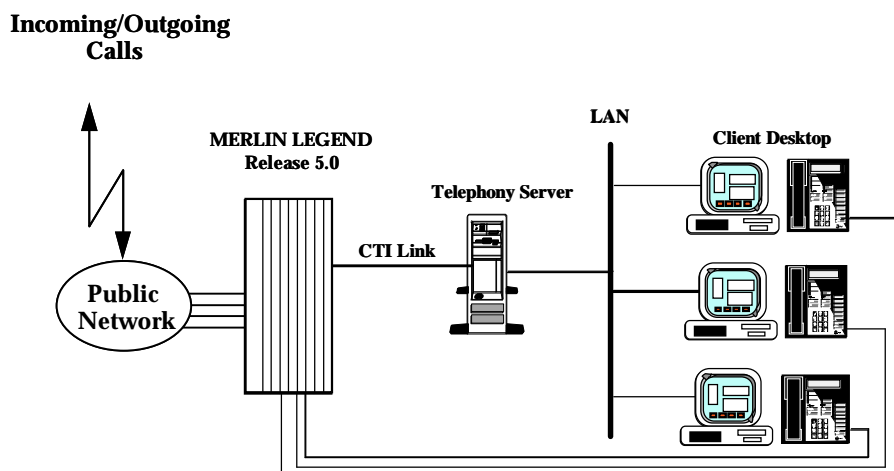 Incoming/Outgoing
Calls
MERLIN LEGEND
Release 5.0
LAN
Client Desktop
Telephony Server
CTI Link
Public
Network